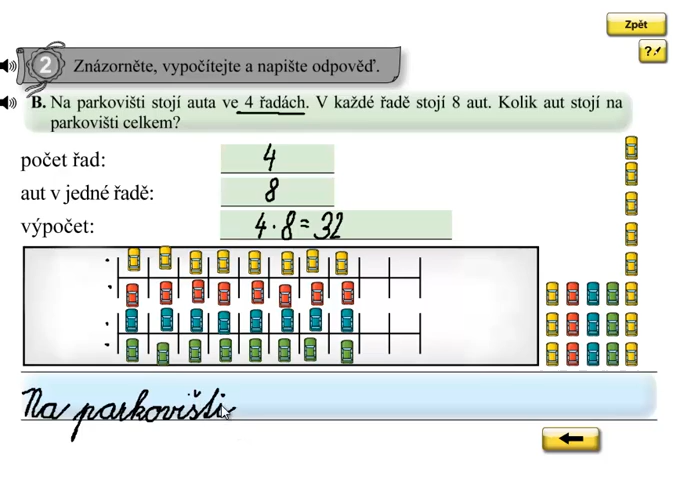 Zpět
?
2 Znázorněte, vypočítejte a napište odpověď.
B. Na parkovišti stojí auta ve 4 řadách. V každé řadě stojí 8 aut. Kolik aut stojí na
parkovišti celkem?
počet řad: 4
aut v jedné řadě: 8
výpočet: 4 · 8 = 32
Na parkovišti